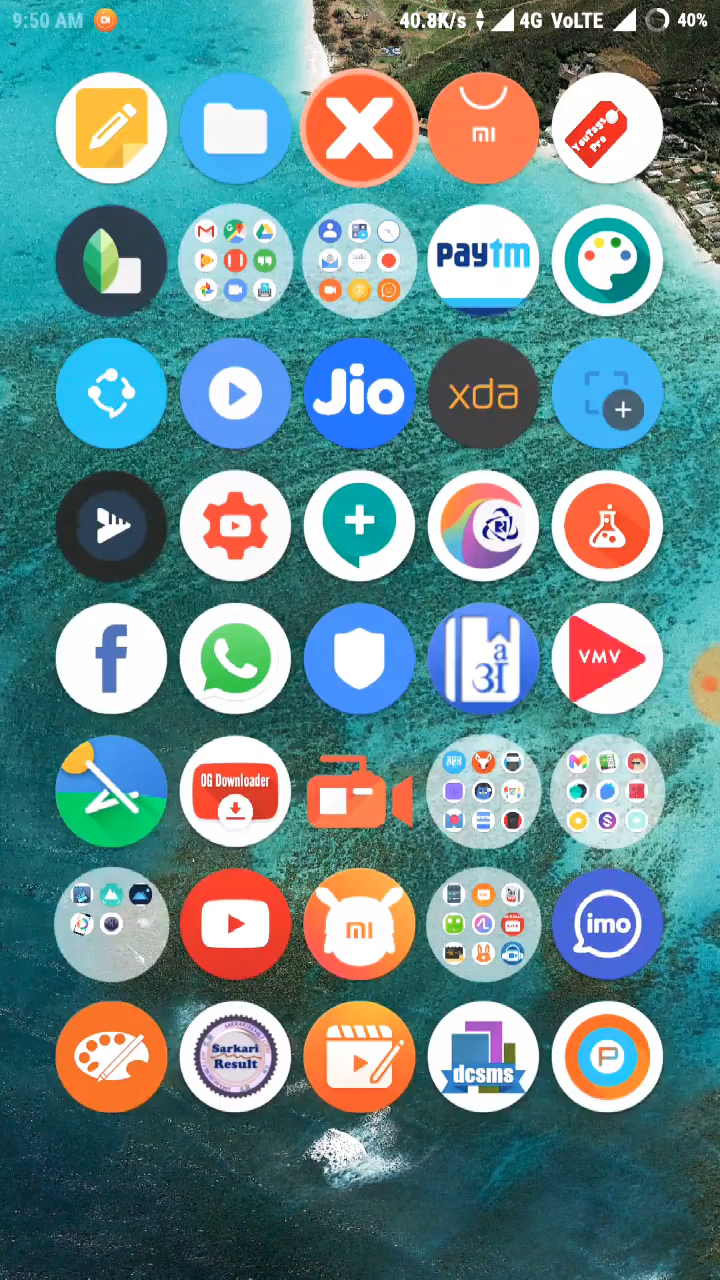 9:50 AM 40.8K/s 4G VoLTE 40%
mi YouTags Pro
paytm
Jio xda
a
अ VMV
OG Downloader
mi imo
Sarkari
Result dcsms P